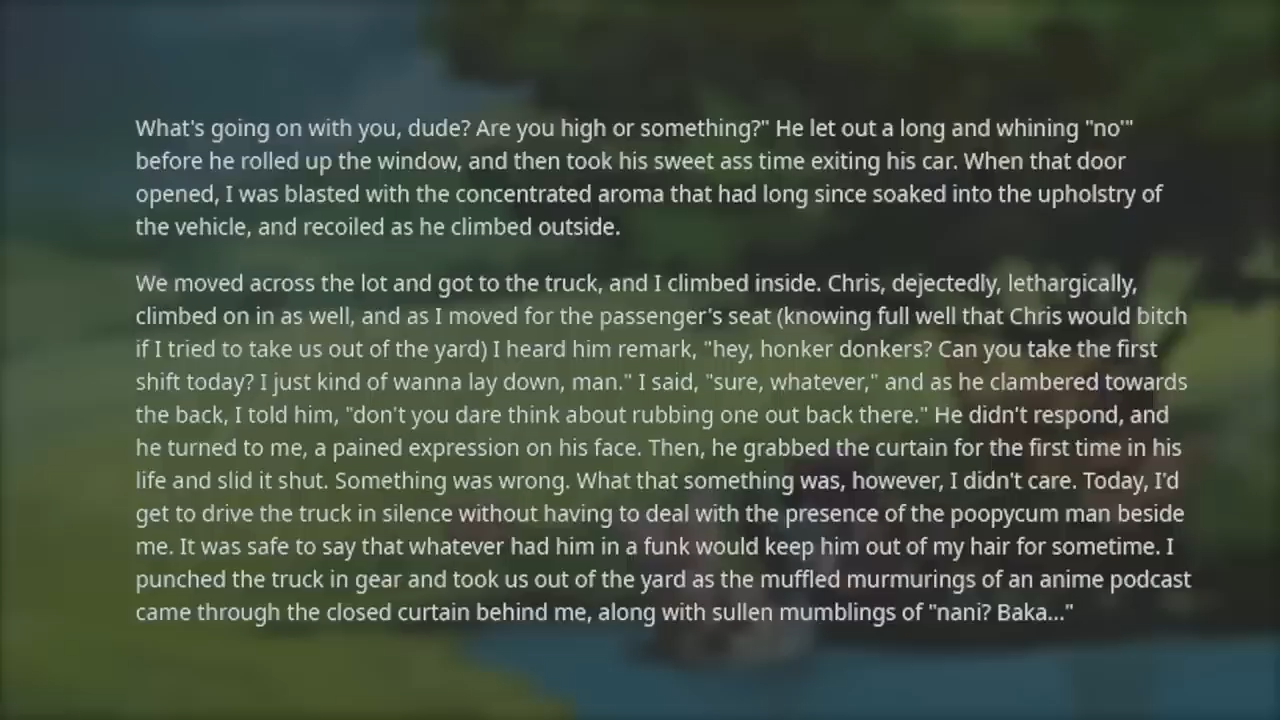 What's going on with you, dude? Are you high or something?" He let out a long and whining "no'"
before he rolled up the window, and then took his sweet ass time exiting his car. When that door
opened, I was blasted with the concentrated aroma that had long since soaked into the upholstry of
the vehicle, and recoiled as he climbed outside.
We moved across the lot and got to the truck, and I climbed inside. Chris, dejectedly, lethargically,
climbed on in as well, and as I moved for the passenger's seat (knowing full well that Chris would bitch
if I tried to take us out of the yard) I heard him remark, "hey, honker donkers? Can you take the first
shift today? I just kind of wanna lay down, man." I said, "sure, whatever," and as he clambered towards
the back, I told him, "don't you dare think about rubbing one out back there." He didn't respond, and
he turned to me, a pained expression on his face. Then, he grabbed the curtain for the first time in his
life and slid it shut. Something was wrong. What that something was, however, I didn't care. Today, I'd
get to drive the truck in silence without having to deal with the presence of the poopycum man beside
me. It was safe to say that whatever had him in a funk would keep him out of my hair for sometime. I
punched the truck in gear and took us out of the yard as the muffled murmurings of an anime podcast
came through the closed curtain behind me, along with sullen mumblings of "nani? Baka..."